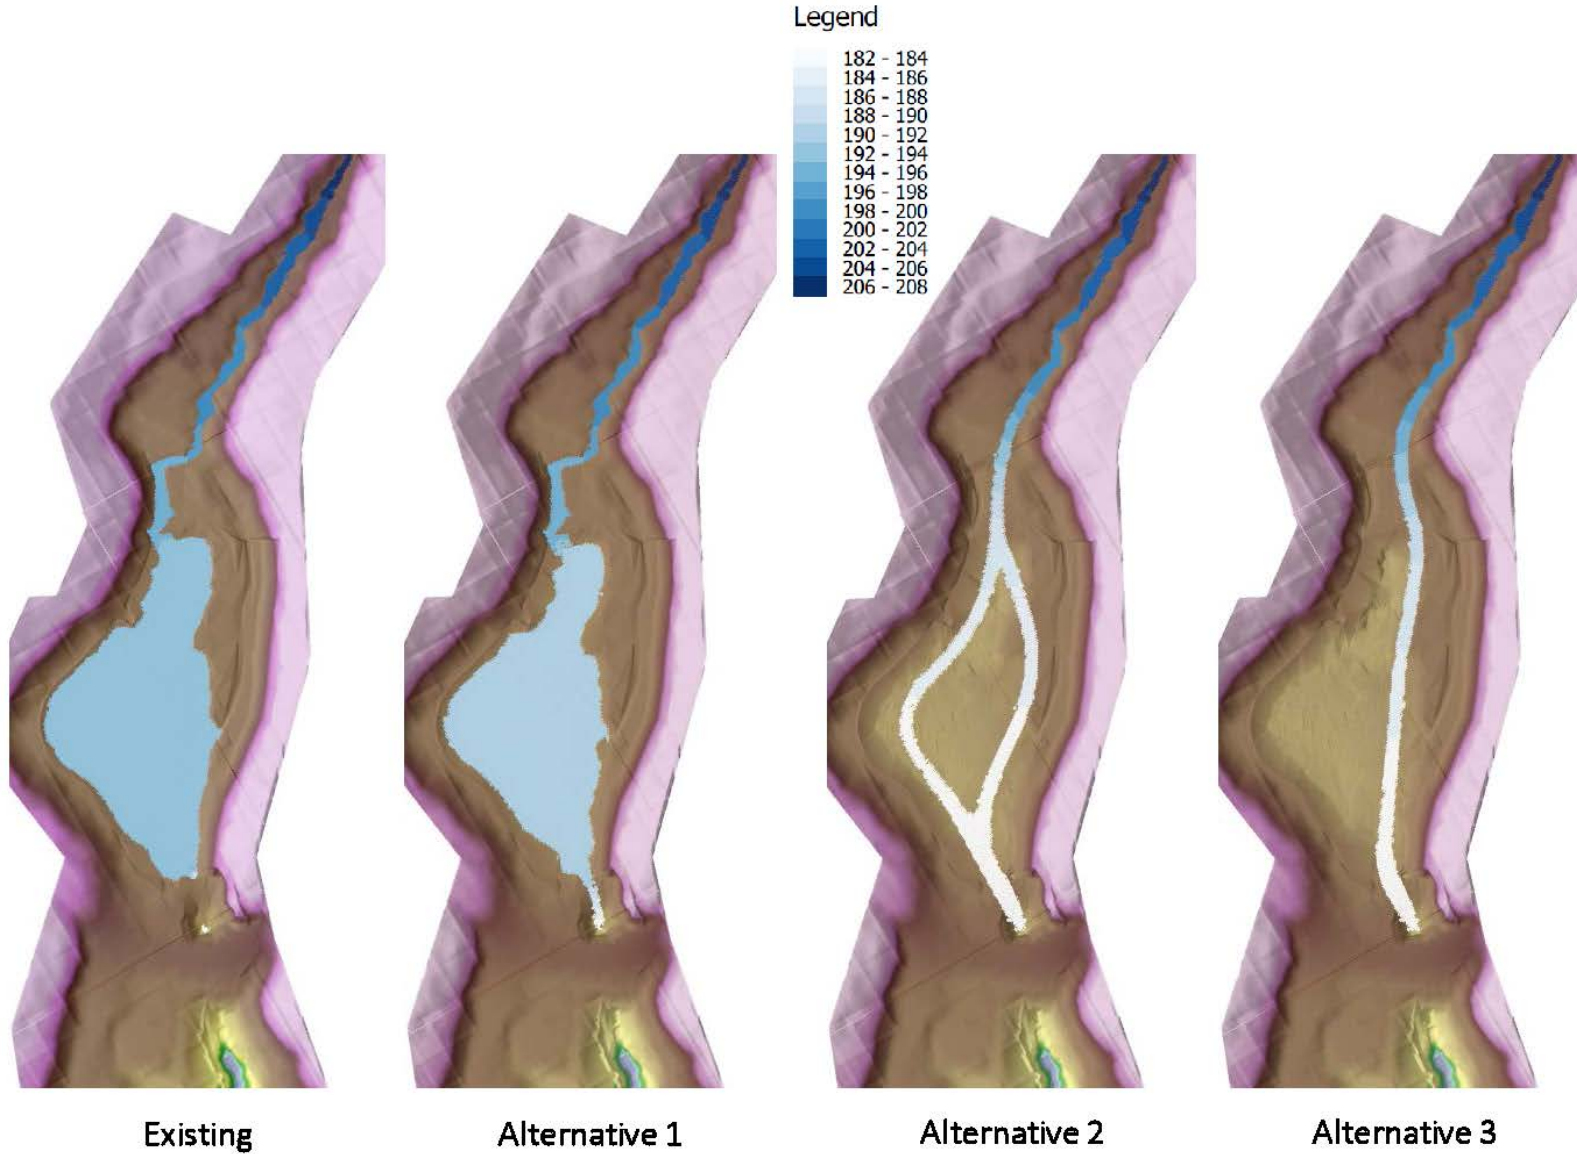 Legend
182 - 184
184 - 186
186 - 188
188 - 190
190 - 192
192 - 194
194 - 196
196 - 198
198 - 200
200 - 202
202 - 204
204 - 206
206 - 208
Existing
Alternative 1
Alternative 2
Alternative 3